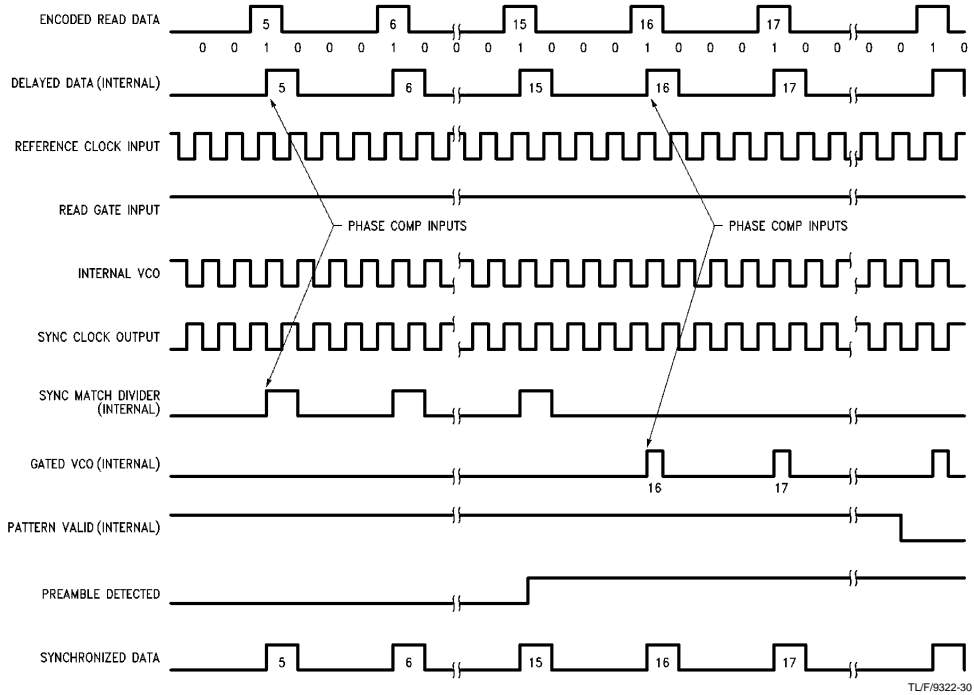 ENCODED READ DATA 5 6 15 16 17
0 0 1 0 0 0 1 0 0 0 1 0 0 0 1 0 0 0 1 0 0 0 0 1 0
DELAYED DATA (INTERNAL) 5 6 15 16 17
REFERENCE CLOCK INPUT
READ GATE INPUT
PHASE COMP INPUTS PHASE COMP INPUTS
INTERNAL VCO
SYNC CLOCK OUTPUT
SYNC MATCH DIVIDER
(INTERNAL)
GATED VCO (INTERNAL)
16 17
PATTERN VALID (INTERNAL)
PREAMBLE DETECTED
SYNCHRONIZED DATA 5 6 15 16 17
TL/F/9322-30